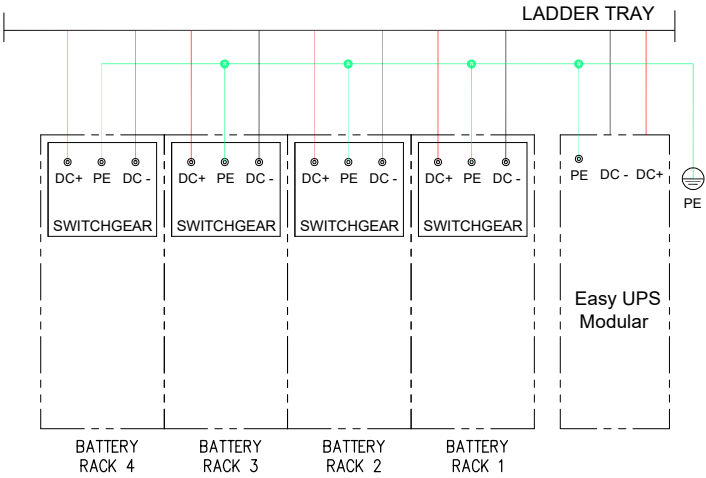 LADDER TRAY
DC+ PE DC -
DC+ PE DC -
DC+ PE DC -
DC+ PE DC -
PE DC - DC+
PE
SWITCHGEAR
SWITCHGEAR
SWITCHGEAR
SWITCHGEAR
Easy UPS
Modular
BATTERY
RACK 4
BATTERY
RACK 3
BATTERY
RACK 2
BATTERY
RACK 1